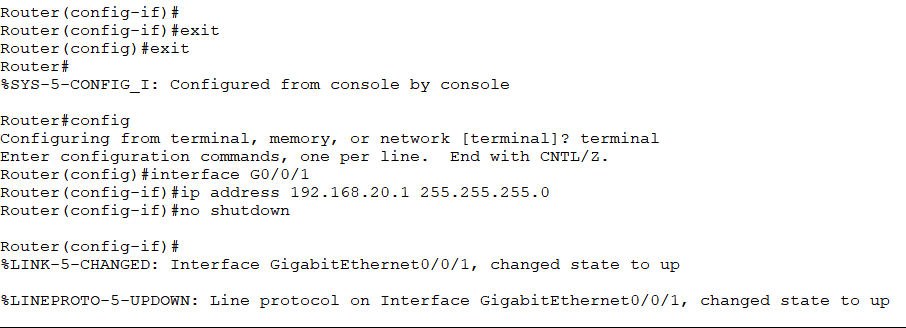 Router(config-if)#
Router(config-if)#exit
Router(config)#exit
Router#
%SYS-5-CONFIG_I: Configured from console by console
Router#config
Configuring from terminal, memory, or network [terminal]? terminal
Enter configuration commands, one per line.  End with CNTL/Z.
Router(config)#interface G0/0/1
Router(config-if)#ip address 192.168.20.1 255.255.255.0
Router(config-if)#no shutdown
Router(config-if)#
%LINK-5-CHANGED: Interface GigabitEthernet0/0/1, changed state to up
%LINEPROTO-5-UPDOWN: Line protocol on Interface GigabitEthernet0/0/1, changed state to up